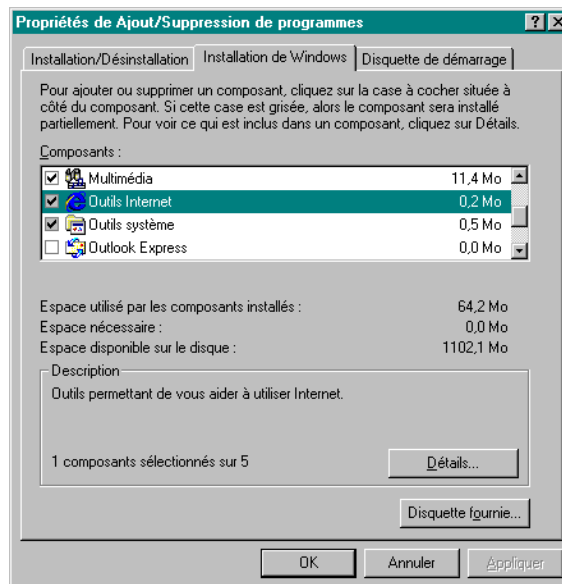 Propriétés de Ajout/Suppression de programmes
Installation/Désinstallation Installation de Windows Disquette de démarrage
Pour ajouter ou supprimer un composant, cliquez sur la case à cocher située à
côté du composant. Si cette case est grisée, alors le composant sera installé
partiellement. Pour voir ce qui est inclus dans un composant, cliquez sur Détails.
Composants :
Multimédia 11,4 Mo
Outils Internet 0,2 Mo
Outils système 0,5 Mo
Outlook Express 0,0 Mo
Espace utilisé par les composants installés : 64,2 Mo
Espace nécessaire : 0,0 Mo
Espace disponible sur le disque : 1102,1 Mo
Description
Outils permettant de vous aider à utiliser Internet.
1 composants sélectionnés sur 5 Détails...
Disquette fournie...
OK Annuler Appliquer